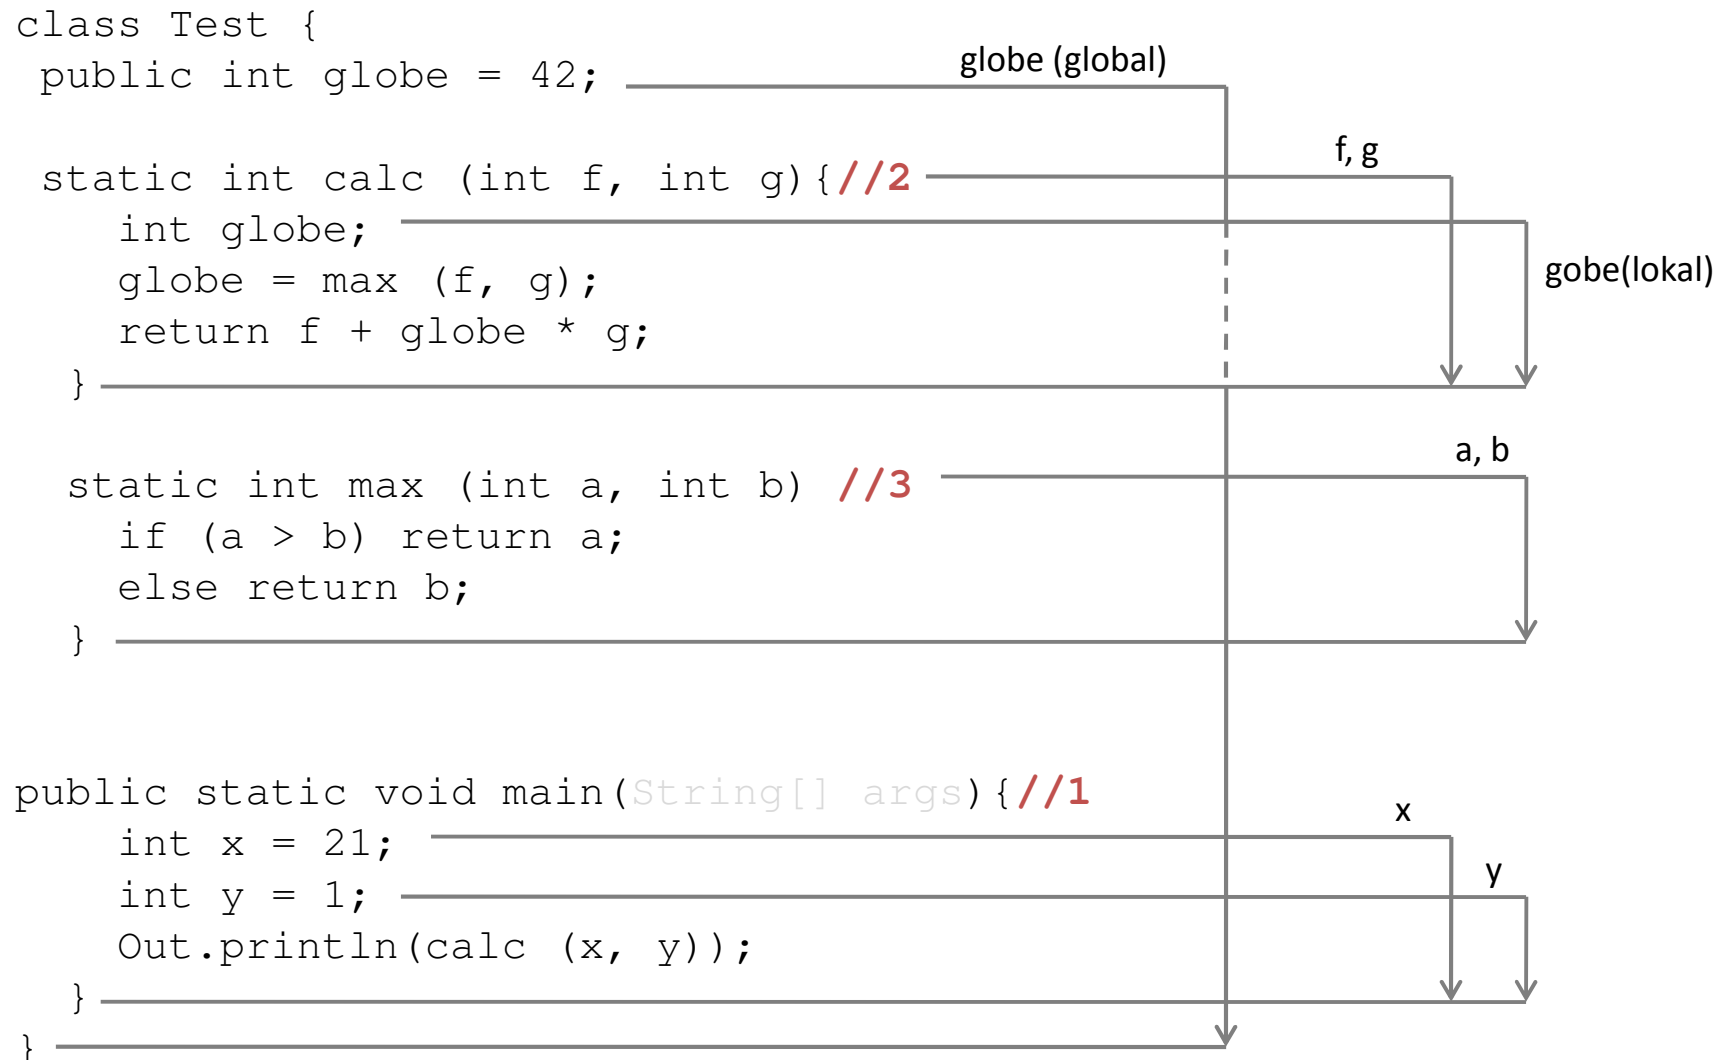 class Test {
globe (global)
public int globe = 42;
f, g
static int calc (int f, int g){//2
int globe;
gobe(lokal)
globe = max (f, g);
return f + globe * g;
}
a, b
static int max (int a, int b) //3
if (a > b) return a;
else return b;
}
public static void main(String[] args){//1
x
int x = 21;
y
int y = 1;
Out.println(calc (x, y));
}
}